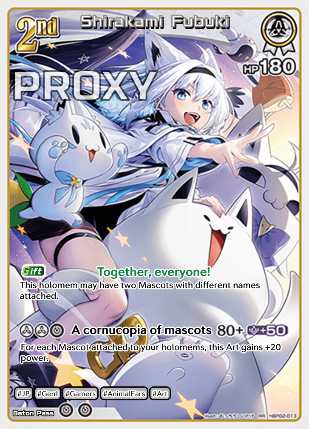 2nd Shirakami Fubuki
HP180
PROXY
Gift Together, everyone!
This holomem may have two Mascots with different names
attached.
A cornucopia of mascots 80+ +50
For each Mascot attached to your holomems, this Art gains +20
power.
#JP #Gen1 #Gamers #AnimalEars #Art
Baton Pass
RR hBP02-013